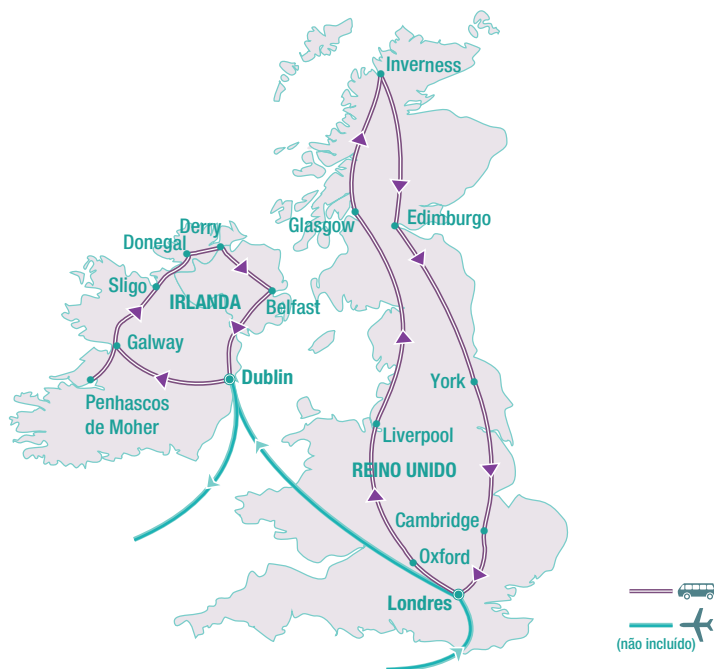 Inverness
Glasgow
Edimburgo
Derry
Donegal
Sligo
IRLANDA
Belfast
Galway
Dublin
Penhascos
de Moher
York
Liverpool
REINO UNIDO
Cambridge
Oxford
Londres
(não incluído)